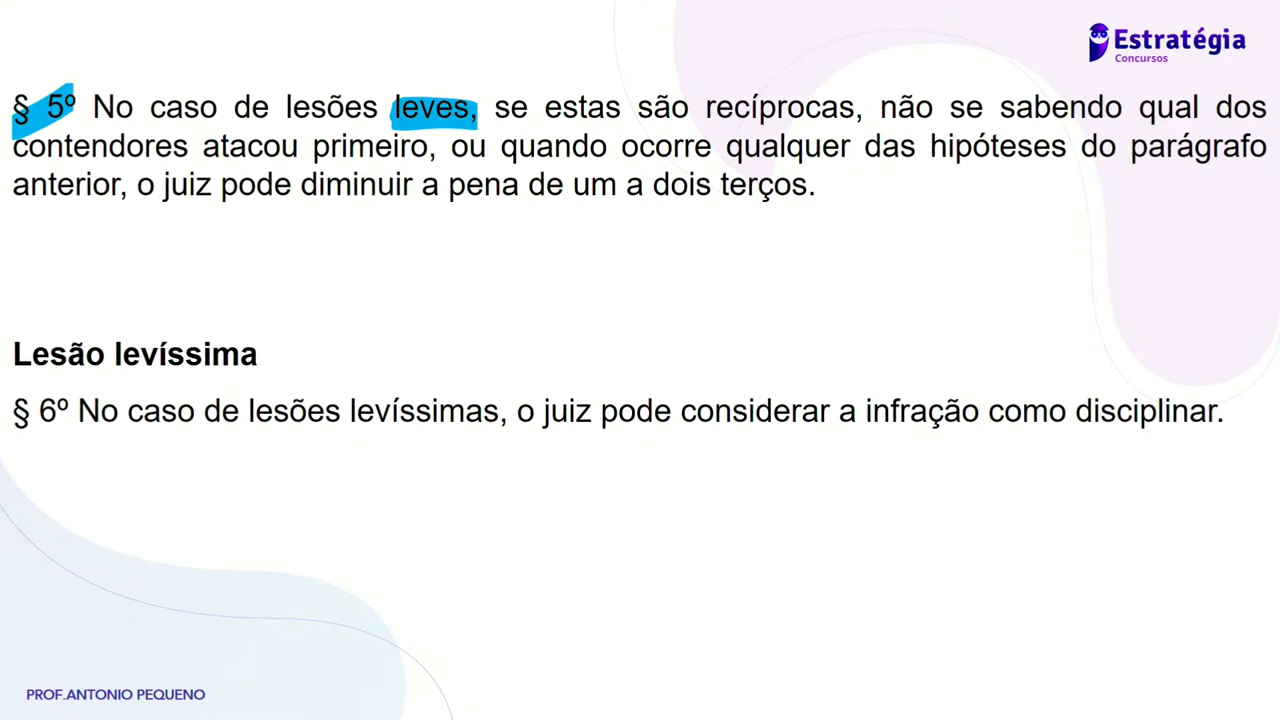 Estratégia
Concursos
§ 5º No caso de lesões leves, se estas são recíprocas, não se sabendo qual dos
contendores atacou primeiro, ou quando ocorre qualquer das hipóteses do parágrafo
anterior, o juiz pode diminuir a pena de um a dois terços.
Lesão levíssima
§ 6º No caso de lesões levíssimas, o juiz pode considerar a infração como disciplinar.
PROF.ANTONIO PEQUENO